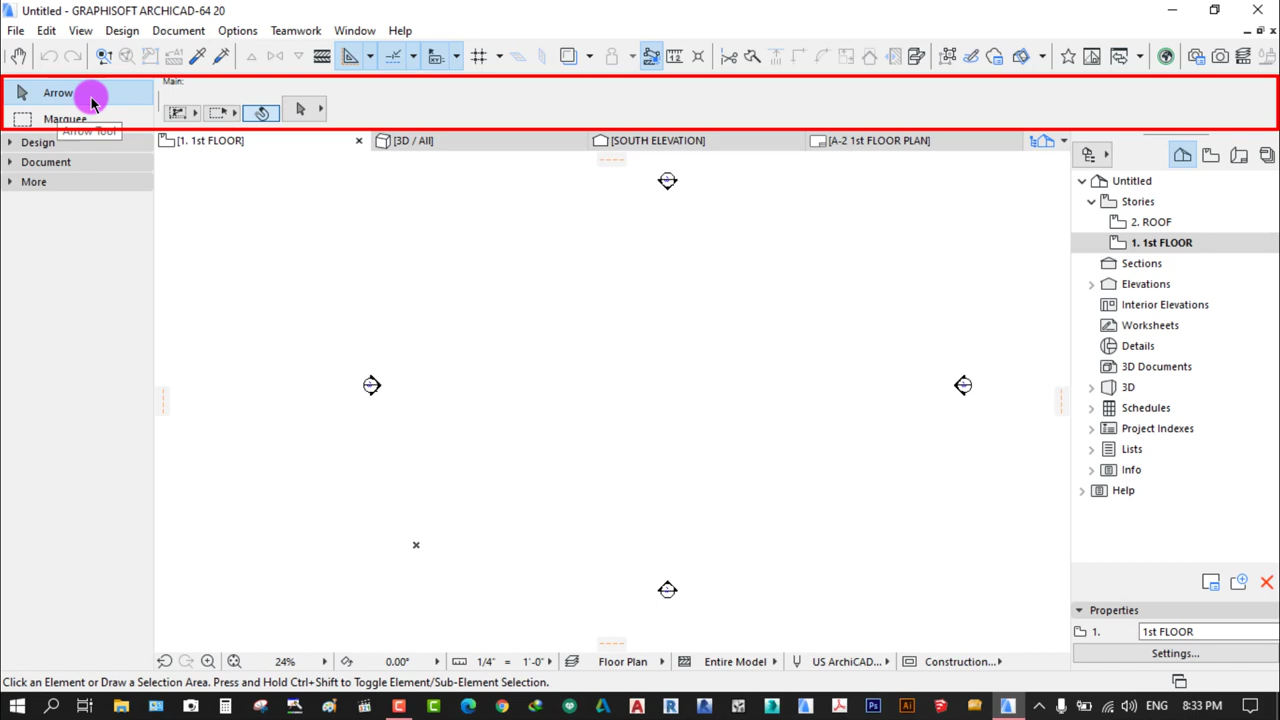 Untitled - GRAPHISOFT ARCHICAD-64 20
File Edit View Design Document Options Teamwork Window Help
Main:
Arrow
Marquee
Arrow Tool
Design
Document
More
[1. 1st FLOOR]
[3D / All]
[SOUTH ELEVATION]
[A-2 1st FLOOR PLAN]
Untitled
Stories
2. ROOF
1. 1st FLOOR
Sections
Elevations
Interior Elevations
Worksheets
Details
3D Documents
3D
Schedules
Project Indexes
Lists
Info
Help
Properties
1. 1st FLOOR
Settings...
24% 0.00° 1/4" = 1'-0" Floor Plan Entire Model US ArchiCAD... Construction...
Click an Element or Draw a Selection Area. Press and Hold Ctrl+Shift to Toggle Element/Sub-Element Selection.
ENG 8:33 PM